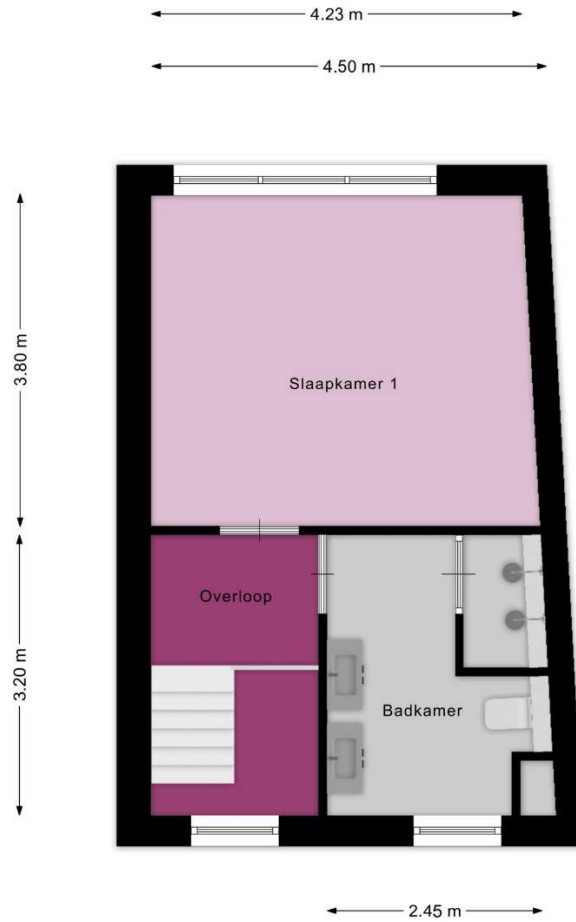 4.23 m
4.50 m
3.80 m
Slaapkamer 1
Overloop
3.20 m
Badkamer
2.45 m